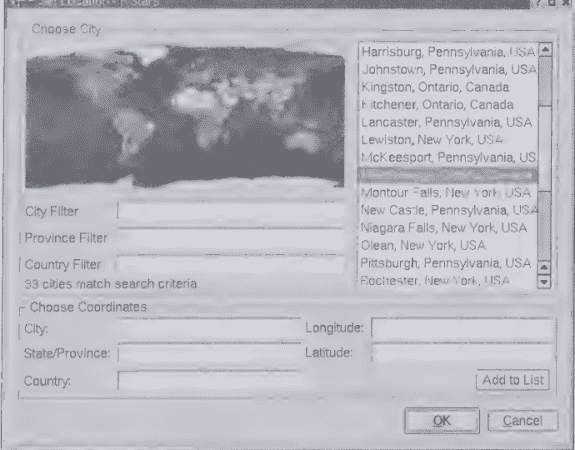 KStars
Choose City
Harrisburg, Pennsylvania, USA
Johnstown, Pennsylvania, USA
Kingston, Ontario, Canada
Kitchener, Ontario, Canada
Lancaster, Pennsylvania, USA
Lewiston, New York, USA
McKeesport, Pennsylvania, US
Montour Falls, New York, USA
New Castle, Pennsylvania, USA
Niagara Falls, New York, USA
Olean, New York, USA
Pittsburgh, Pennsylvania, USA
Rochester, New York, USA
City Filter
Province Filter
Country Filter
33 cities match search criteria
Choose Coordinates
City:
Longitude:
State/Province:
Latitude:
Country:
Add to List
OK
Cancel